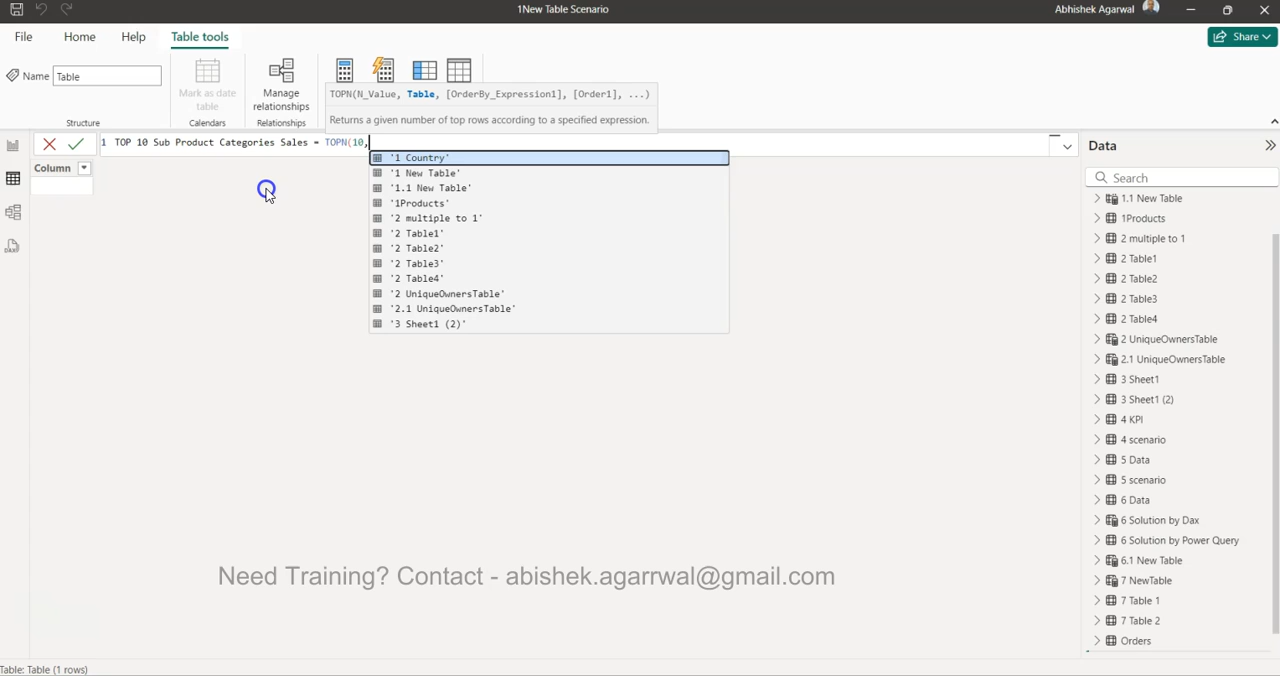 1New Table Scenario
Abhishek Agarwal
File
Home
Help
Table tools
Share
Name
Table
Mark as date
table
Manage
relationships
Structure
Calendars
Relationships
TOPN(N_Value, Table, [OrderBy_Expression1], [Order1], ...)
Returns a given number of top rows according to a specified expression.
1 TOP 10 Sub Product Categories Sales = TOPN(10,
Column
'1 Country'
'1 New Table'
'1.1 New Table'
'1Products'
'2 multiple to 1'
'2 Table1'
'2 Table2'
'2 Table3'
'2 Table4'
'2 UniqueOwnersTable'
'2.1 UniqueOwnersTable'
'3 Sheet1 (2)'
Data
Search
1.1 New Table
1Products
2 multiple to 1
2 Table1
2 Table2
2 Table3
2 Table4
2 UniqueOwnersTable
2.1 UniqueOwnersTable
3 Sheet1
3 Sheet1 (2)
4 KPI
4 scenario
5 Data
5 scenario
6 Data
6 Solution by Dax
6 Solution by Power Query
6.1 New Table
7 NewTable
7 Table 1
7 Table 2
Orders
Need Training? Contact - abishek.agarrwal@gmail.com
Table: Table (1 rows)